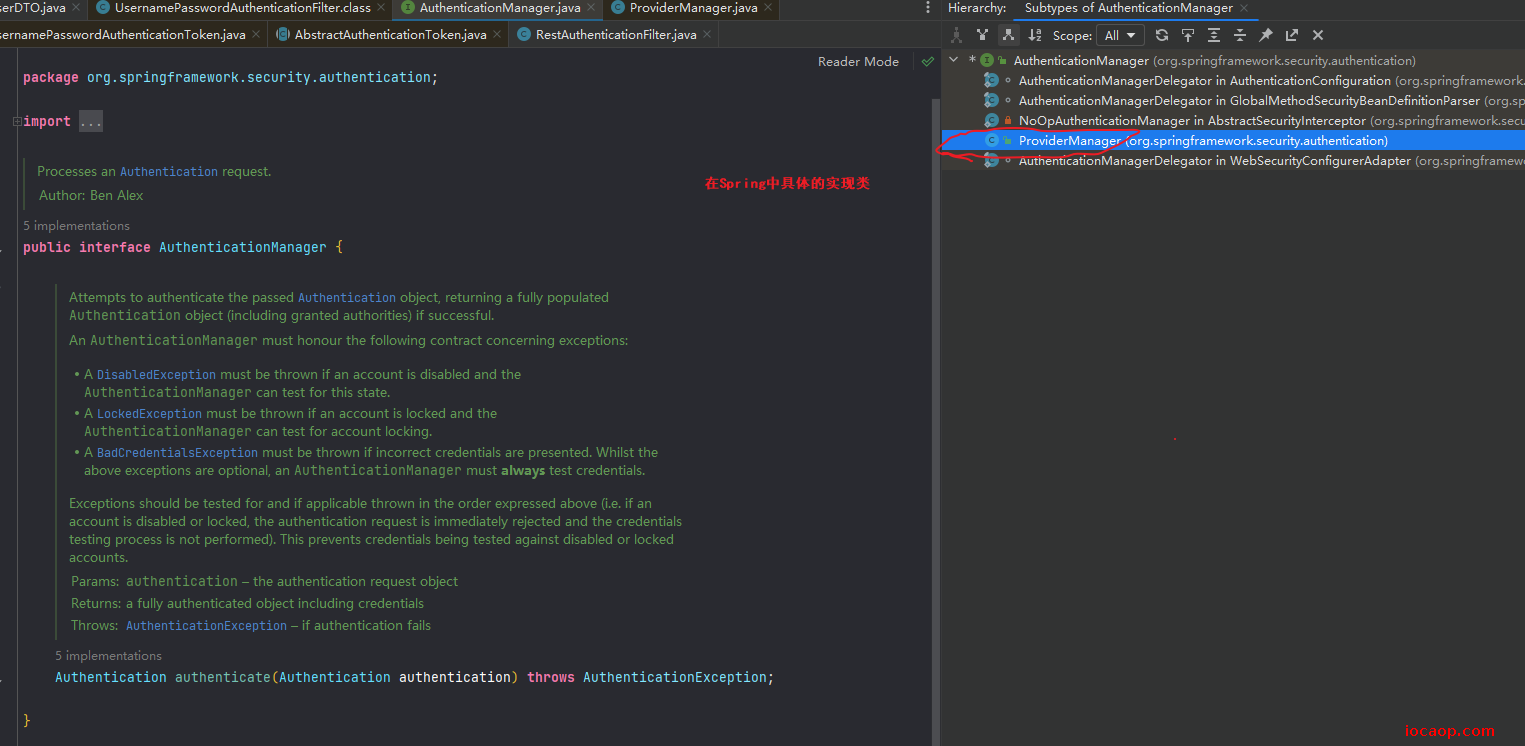 serDTO.java
UsernamePasswordAuthenticationFilter.class
AuthenticationManager.java
ProviderManager.java
sernamePasswordAuthenticationToken.java
AbstractAuthenticationToken.java
RestAuthenticationFilter.java
Reader Mode
package org.springframework.security.authentication;
import ...
Processes an Authentication request.
Author: Ben Alex
在Spring中具体的实现类
5 implementations
public interface AuthenticationManager {
Attempts to authenticate the passed Authentication object, returning a fully populated
Authentication object (including granted authorities) if successful.
An AuthenticationManager must honour the following contract concerning exceptions:
• A DisabledException must be thrown if an account is disabled and the
AuthenticationManager can test for this state.
• A LockedException must be thrown if an account is locked and the
AuthenticationManager can test for account locking.
• A BadCredentialsException must be thrown if incorrect credentials are presented. Whilst the
above exceptions are optional, an AuthenticationManager must always test credentials.
Exceptions should be tested for and if applicable thrown in the order expressed above (i.e. if an
account is disabled or locked, the authentication request is immediately rejected and the credentials
testing process is not performed). This prevents credentials being tested against disabled or locked
accounts.
Params: authentication – the authentication request object
Returns: a fully authenticated object including credentials
Throws: AuthenticationException – if authentication fails
5 implementations
Authentication authenticate(Authentication authentication) throws AuthenticationException;
}
Hierarchy: Subtypes of AuthenticationManager
Scope: All
* AuthenticationManager (org.springframework.security.authentication)
AuthenticationManagerDelegator in AuthenticationConfiguration (org.springframework.
AuthenticationManagerDelegator in GlobalMethodSecurityBeanDefinitionParser (org.sp
NoOpAuthenticationManager in AbstractSecurityInterceptor (org.springframework.secu
ProviderManager (org.springframework.security.authentication)
AuthenticationManagerDelegator in WebSecurityConfigurerAdapter (org.springframewo
iocaop.com